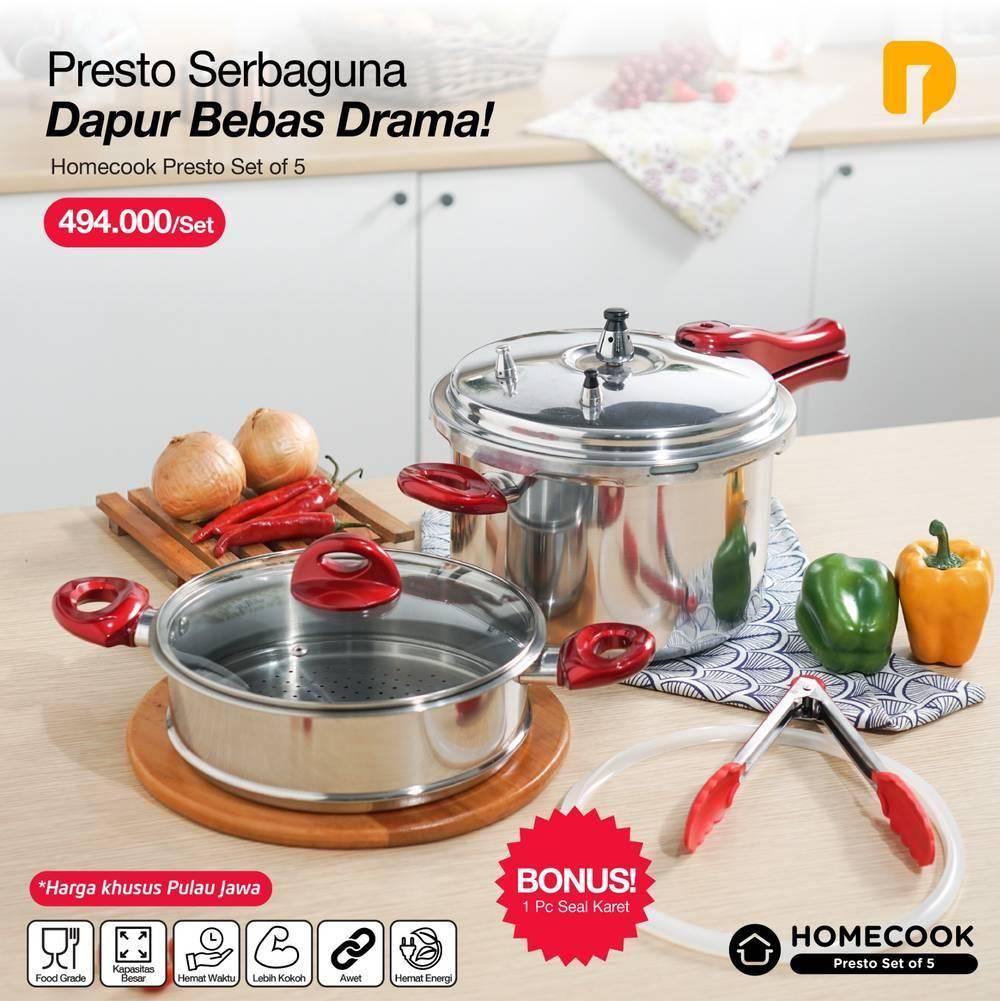 Presto Serbaguna
Dapur Bebas Drama!
Homecook Presto Set of 5
494.000/Set
*Harga khusus Pulau Jawa
BONUS!
1 Pc Seal Karet
Food Grade
Kapasitas
Besar
Hemat Waktu
Lebih Kokoh
Awet
Hemat Energi
HOMECOOK
Presto Set of 5